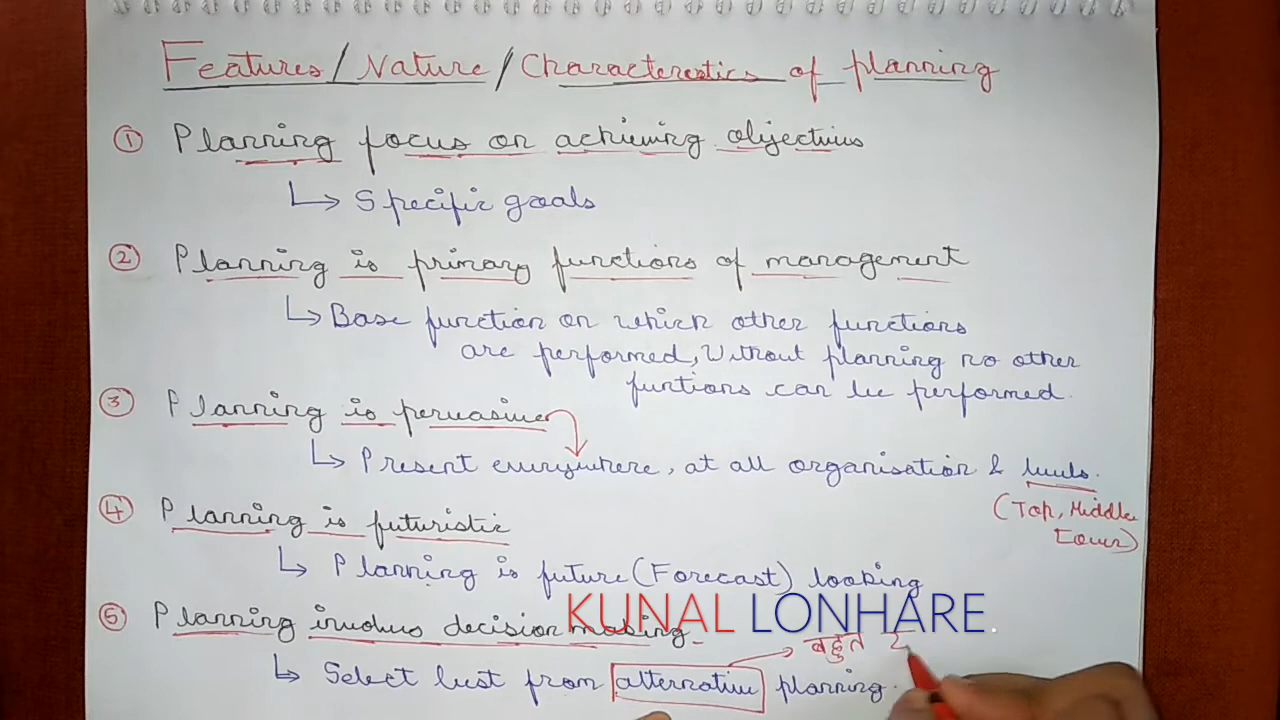 Features/Nature/Characterestics of planning
① Planning focus on achieving objectives
↳ Specific goals
② Planning is primary functions of management
↳ Base function on which other functions
are performed, Without planning no other
funtions can be performed.
③ Planning is pervasive
↳ Present everywhere, at all organisation & levels.
(Top, Middle
Lower)
④ Planning is futuristic
↳ Planning is future (Forecast) looking
KUNAL LONHARE.
⑤ Planning involves decision making.
बहुत
↳ Select best from alternative planning.